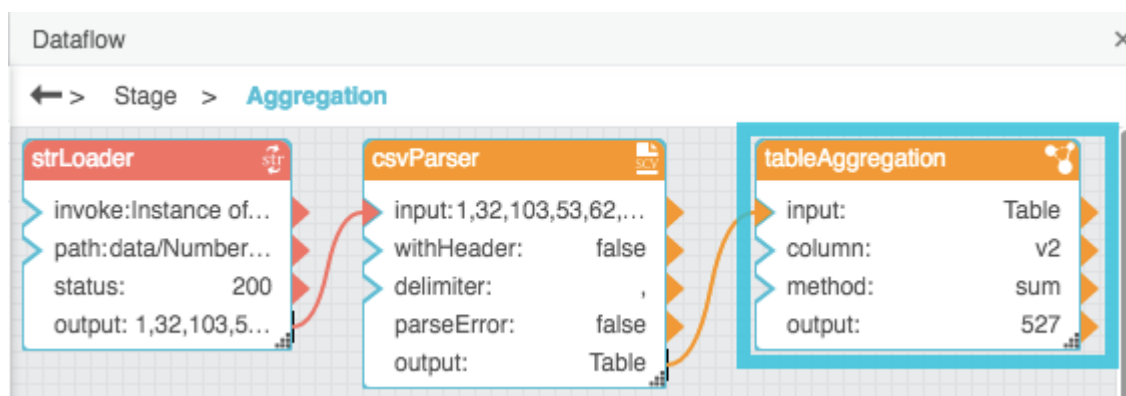 Dataflow
← > Stage > Aggregation
strLoader str
invoke:Instance of...
path:data/Number...
status: 200
output: 1,32,103,5...
csvParser SCV
input:1,32,103,53,62,...
withHeader: false
delimiter: ,
parseError: false
output: Table
tableAggregation
input: Table
column: v2
method: sum
output: 527